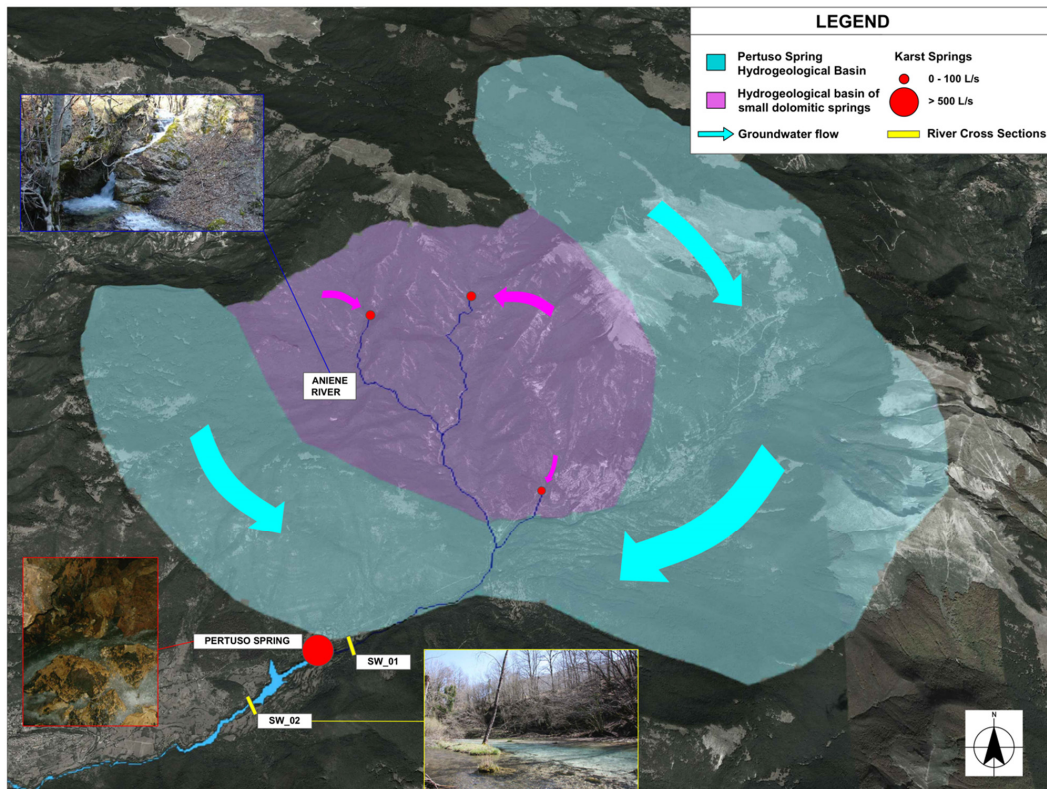 LEGEND
Pertuso Spring
Hydrogeological Basin
Hydrogeological basin of
small dolomitic springs
Groundwater flow
Karst Springs
0 - 100 L/s
> 500 L/s
River Cross Sections
ANIENE
RIVER
PERTUSO SPRING
SW_01
SW_02
N